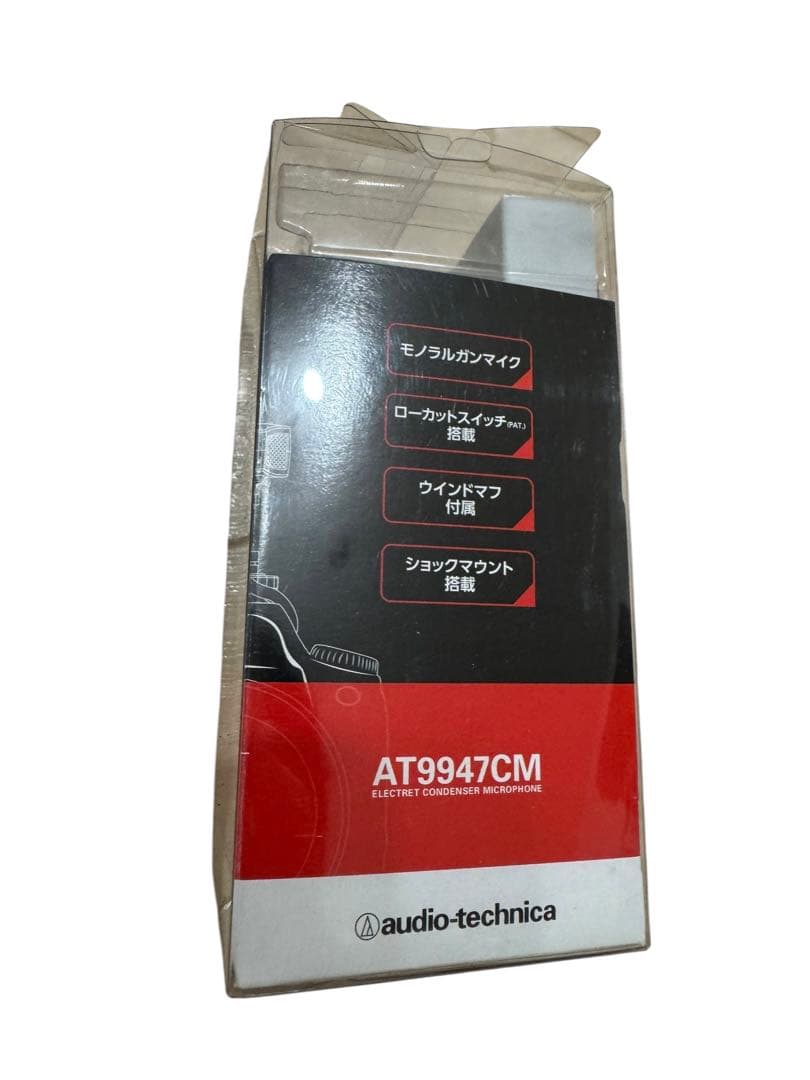 モノラルガンマイク
ローカットスイッチ(PAT.)
搭載
ウインドマフ
付属
ショックマウント
搭載
AT9947CM
ELECTRET CONDENSER MICROPHONE
audio-technica